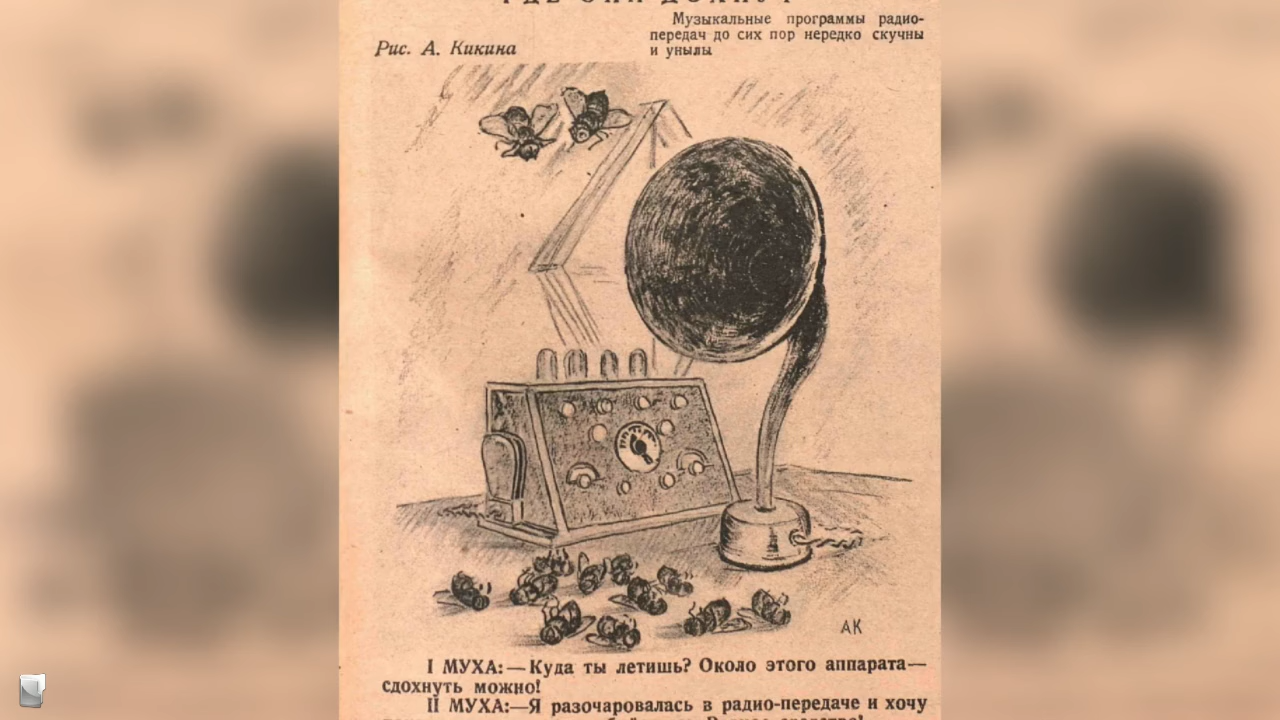 Музыкальные программы радио-
передач до сих пор нередко скучны
и унылы
Рис. А. Кикина
АК
I МУХА:—Куда ты летишь? Около этого аппарата—
сдохнуть можно!
II МУХА:—Я разочаровалась в радио-передаче и хочу